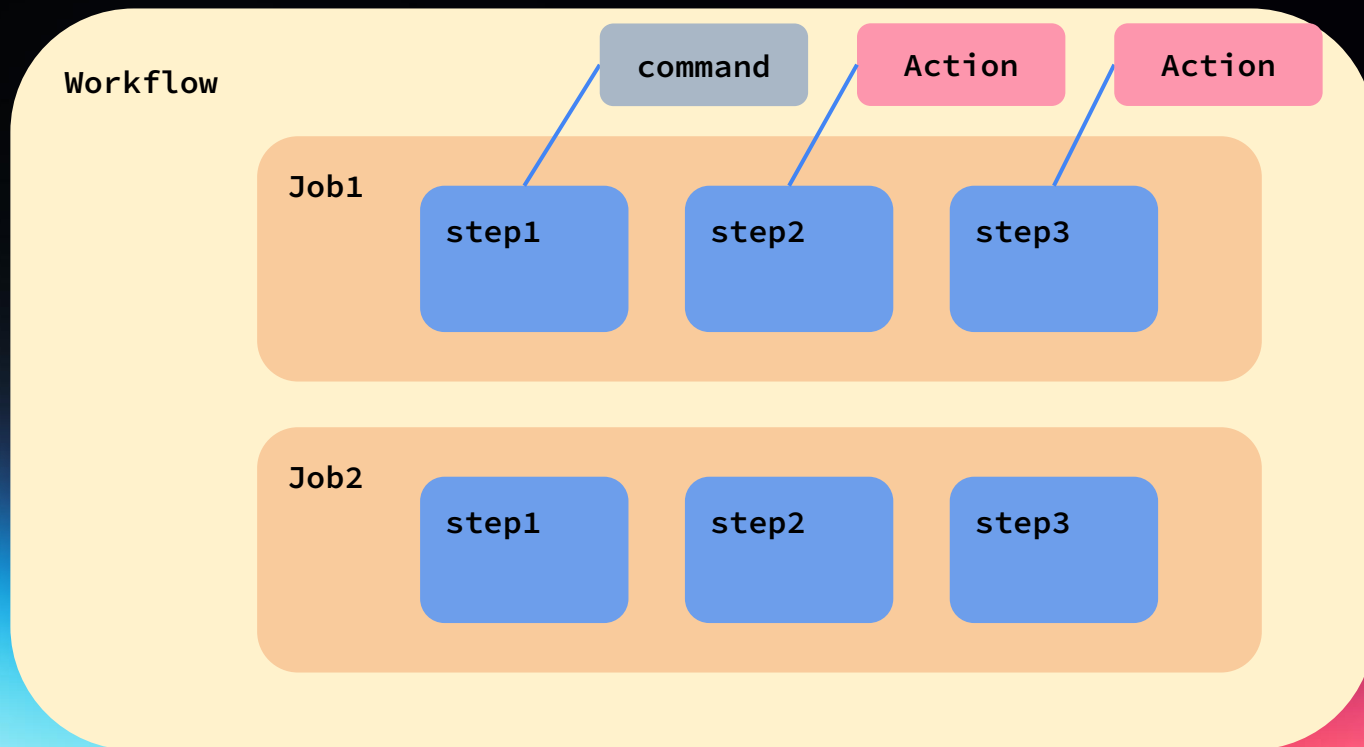 Workflow
command
Action
Action
Job1
step1
step2
step3
Job2
step1
step2
step3